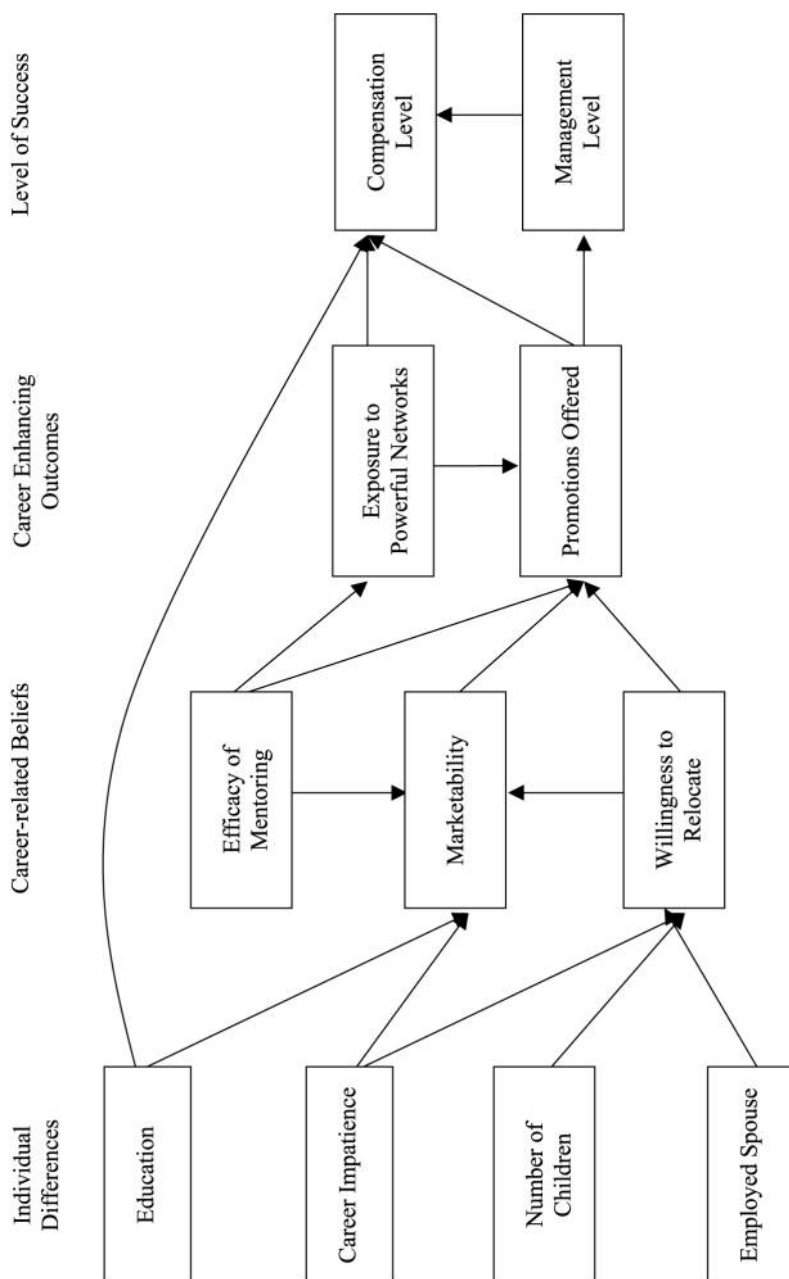 Individual
Differences
Career-related Beliefs
Career Enhancing
Outcomes
Level of Success
Education
Career Impatience
Number of
Children
Employed Spouse
Efficacy of
Mentoring
Marketability
Willingness to
Relocate
Exposure to
Powerful Networks
Promotions Offered
Compensation
Level
Management
Level